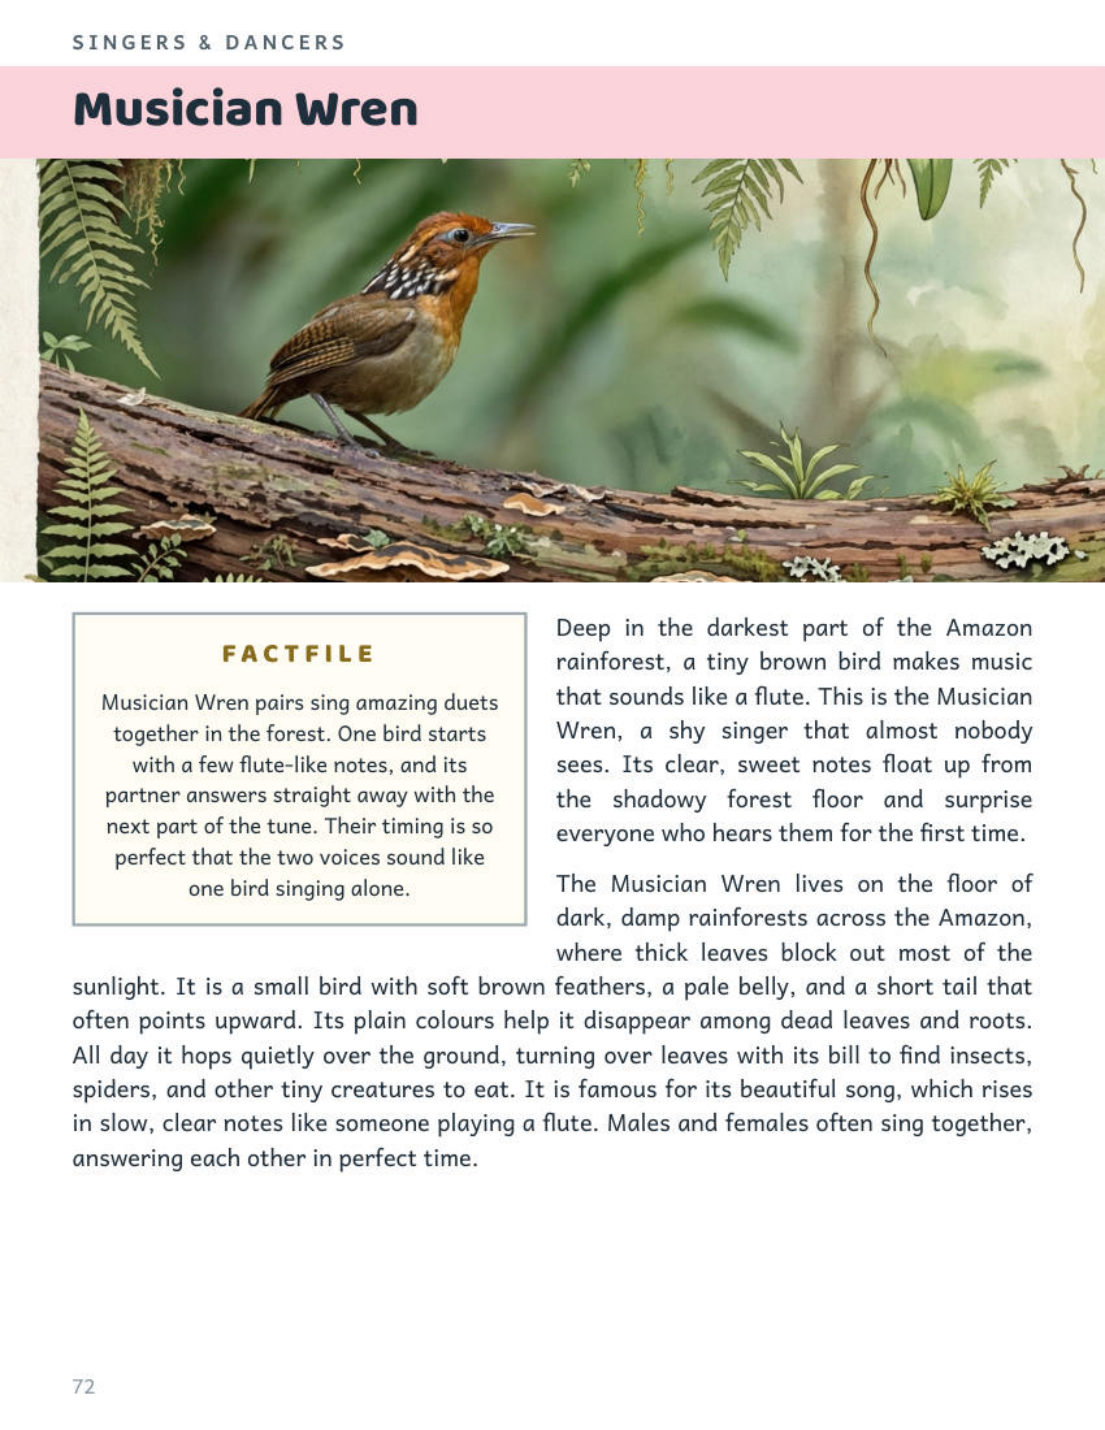 SINGERS & DANCERS
Musician Wren
FACTFILE
Musician Wren pairs sing amazing duets
together in the forest. One bird starts
with a few flute-like notes, and its
partner answers straight away with the
next part of the tune. Their timing is so
perfect that the two voices sound like
one bird singing alone.
Deep in the darkest part of the Amazon
rainforest, a tiny brown bird makes music
that sounds like a flute. This is the Musician
Wren, a shy singer that almost nobody
sees. Its clear, sweet notes float up from
the shadowy forest floor and surprise
everyone who hears them for the first time.
The Musician Wren lives on the floor of
dark, damp rainforests across the Amazon,
where thick leaves block out most of the
sunlight. It is a small bird with soft brown feathers, a pale belly, and a short tail that
often points upward. Its plain colours help it disappear among dead leaves and roots.
All day it hops quietly over the ground, turning over leaves with its bill to find insects,
spiders, and other tiny creatures to eat. It is famous for its beautiful song, which rises
in slow, clear notes like someone playing a flute. Males and females often sing together,
answering each other in perfect time.
72